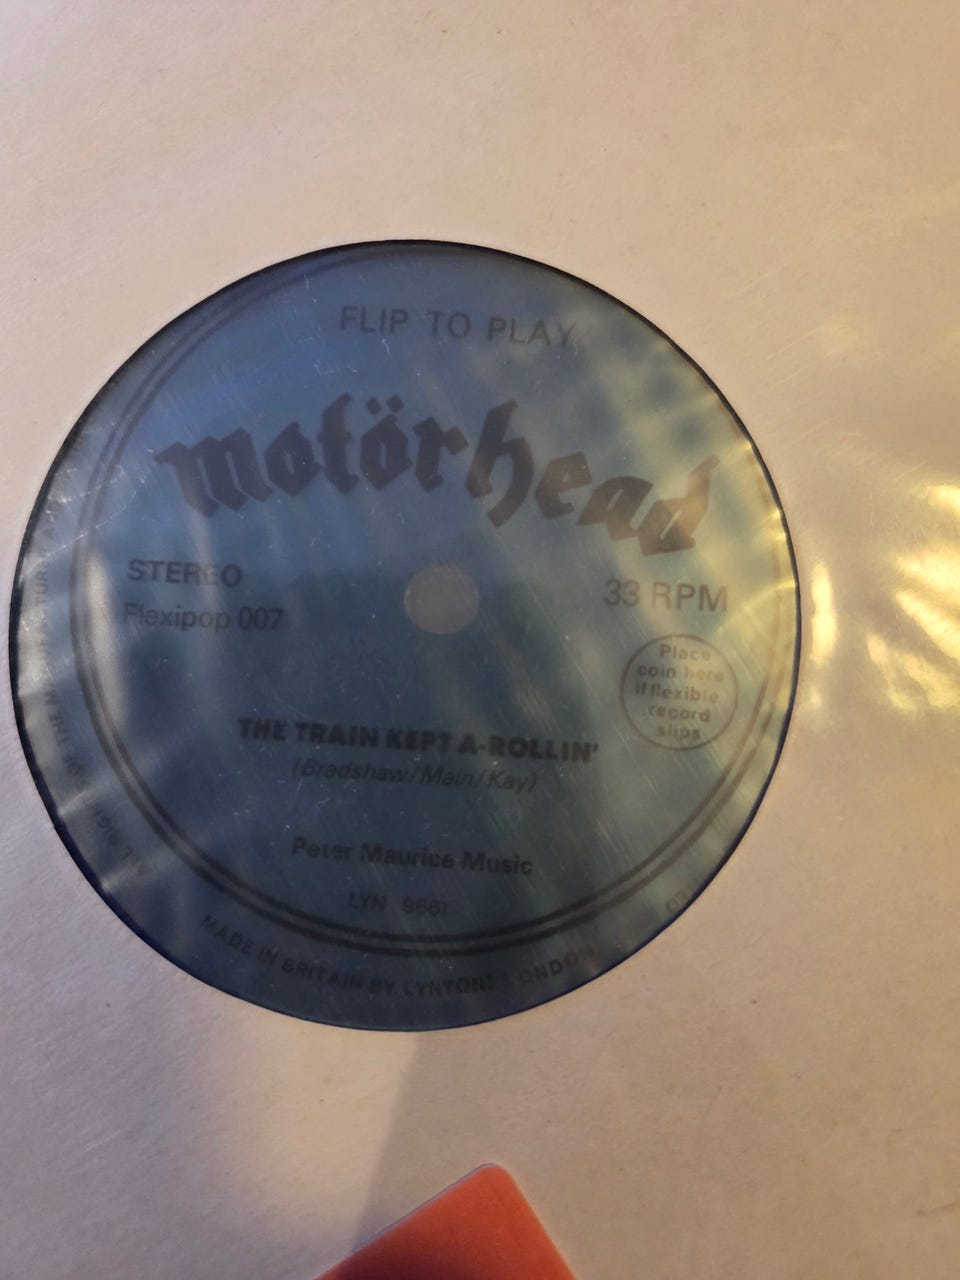 FLIP TO PLAY
motörhead
STEREO
33 RPM
Flexipop 007
Place
coin here
if flexible
record
slips
THE TRAIN KEPT A-ROLLIN'
(Bradshaw/Main/Kay)
Peter Maurice Music
LYN 9661
MADE IN BRITAIN BY LYNTONE LONDON